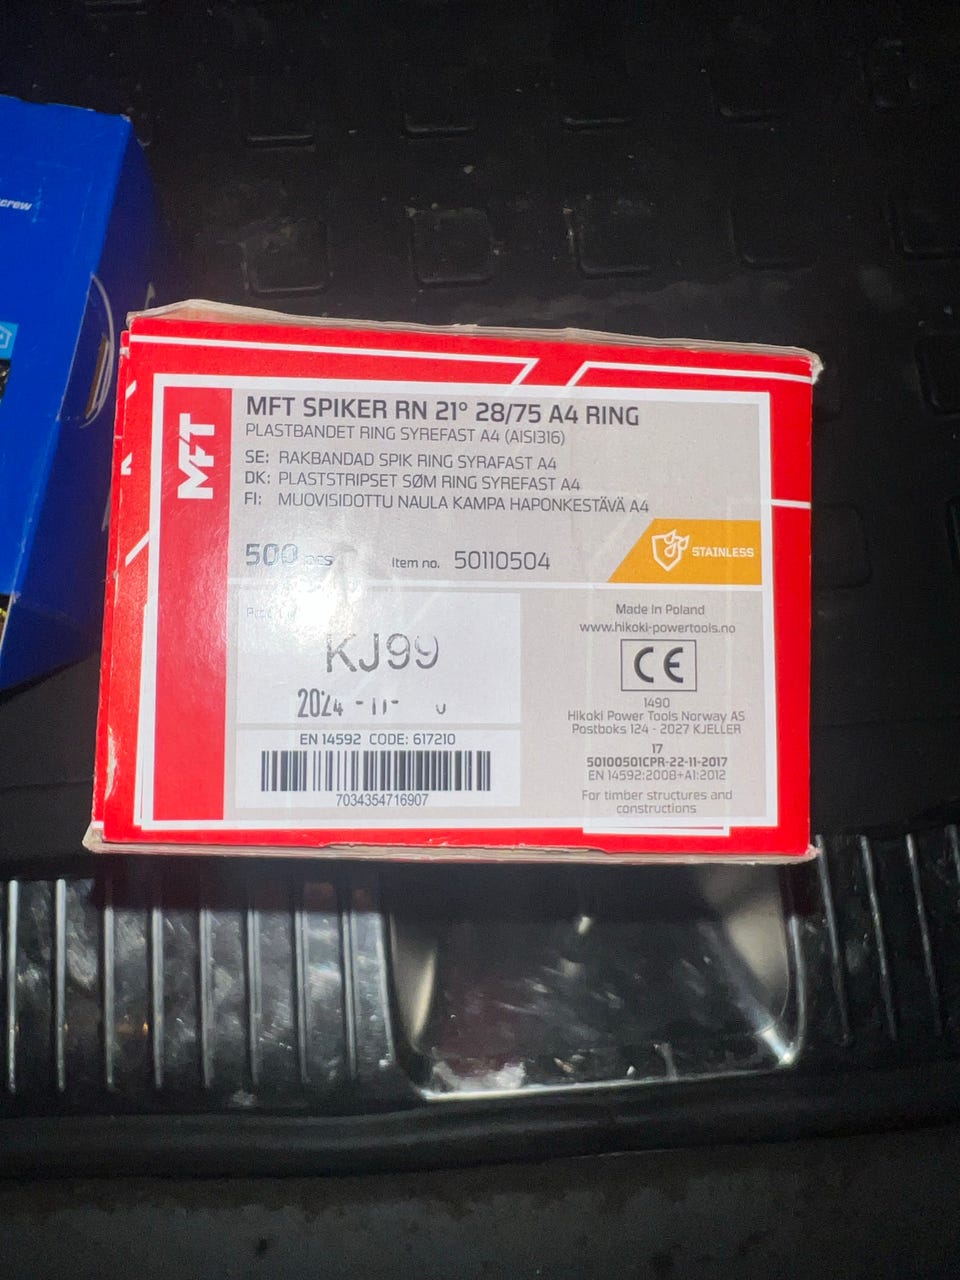 crew
MFT
MFT SPIKER RN 21° 28/75 A4 RING
PLASTBANDET RING SYREFAST A4 (AISI316)
SE: RAKBANDAD SPIK RING SYRAFAST A4
DK: PLASTSTRIPSET SØM RING SYREFAST A4
FI: MUOVISIDOTTU NAULA KAMPA HAPONKESTÄVÄ A4
500 pcs
Item no. 50110504
STAINLESS
KJ99
2024 -11-
EN 14592 CODE: 617210
7034354716907
Made In Poland
www.hikoki-powertools.no
CE
1490
Hikoki Power Tools Norway AS
Postboks 124 - 2027 KJELLER
17
50100501CPR-22-11-2017
EN 14592:2008+A1:2012
For timber structures and
constructions